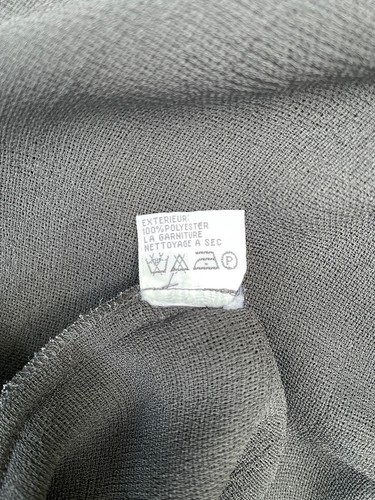 EXTERIEUR:
100%POLYESTER
LA GARNITURE
NETTOYAGE A SEC
P